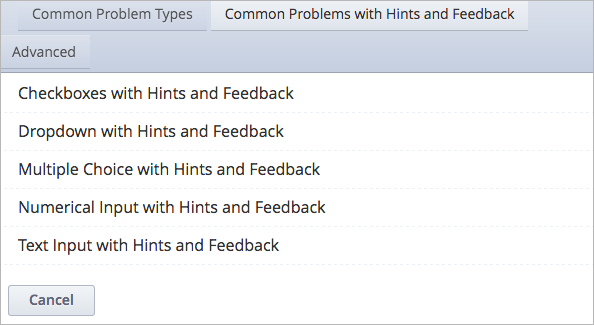 Common Problem Types Common Problems with Hints and Feedback
Advanced
Checkboxes with Hints and Feedback
Dropdown with Hints and Feedback
Multiple Choice with Hints and Feedback
Numerical Input with Hints and Feedback
Text Input with Hints and Feedback
Cancel